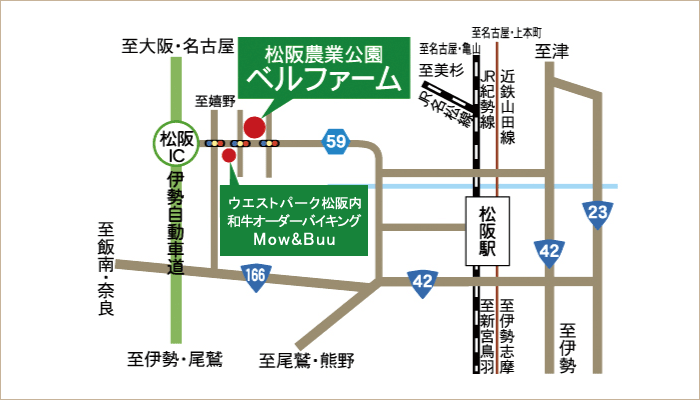 至名古屋・上本町
至大阪・名古屋
松阪農業公園
ベルファーム
至名古屋・亀山
至津
至美杉
JR名松線
JR紀勢線
近鉄山田線
至嬉野
松阪
IC
59
伊勢自動車道
ウエストパーク松阪内
和牛オーダーバイキング
Mow&Buu
松阪駅
23
至飯南・奈良
42
166
42
至新宮鳥羽
至伊勢志摩
至伊勢
至伊勢・尾鷲
至尾鷲・熊野